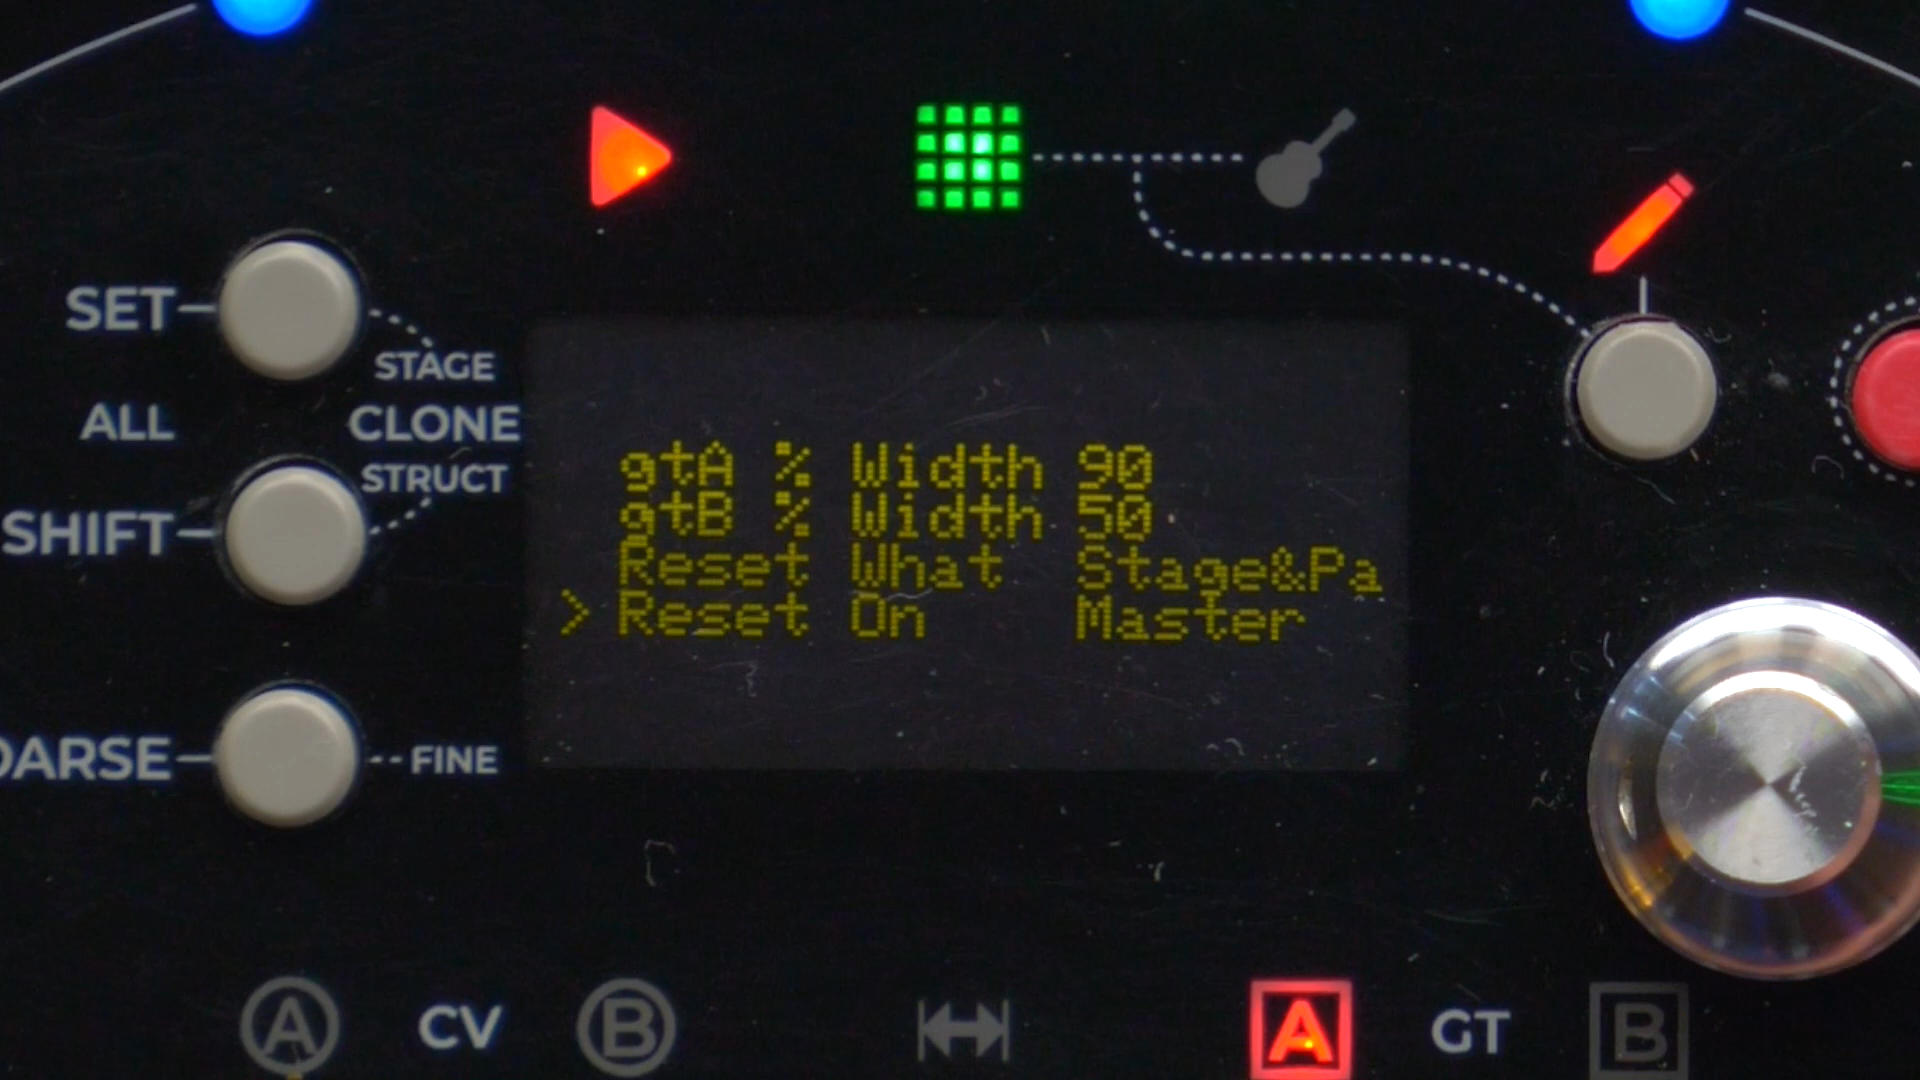 SET
STAGE
ALL
CLONE
STRUCT
SHIFT
OARSE
FINE
gtA % Width 90
gtB % Width 50
Reset What Stage&Pa
> Reset On Master
A CV B
A GT B